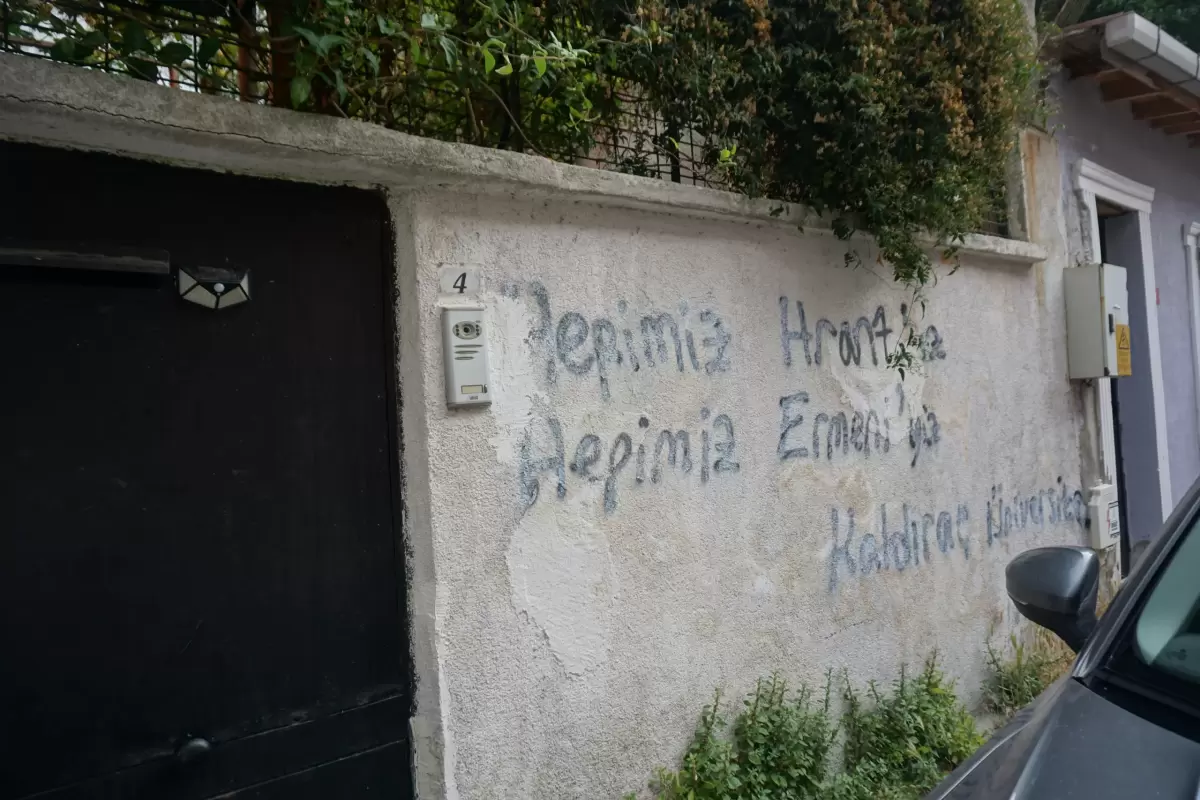 4
Hepimiz Hrant'ız
Hepimiz Ermeni'yiz
Kaldıraç Üniversite